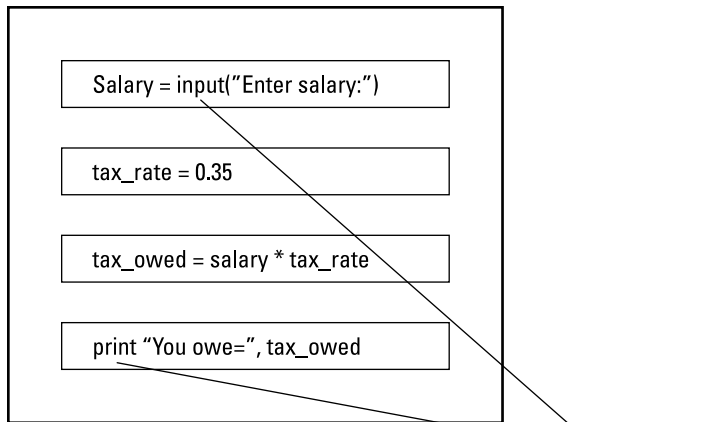 Salary = input(”Enter salary:”)
tax_rate = 0.35
tax_owed = salary * tax_rate
print “You owe=”, tax_owed